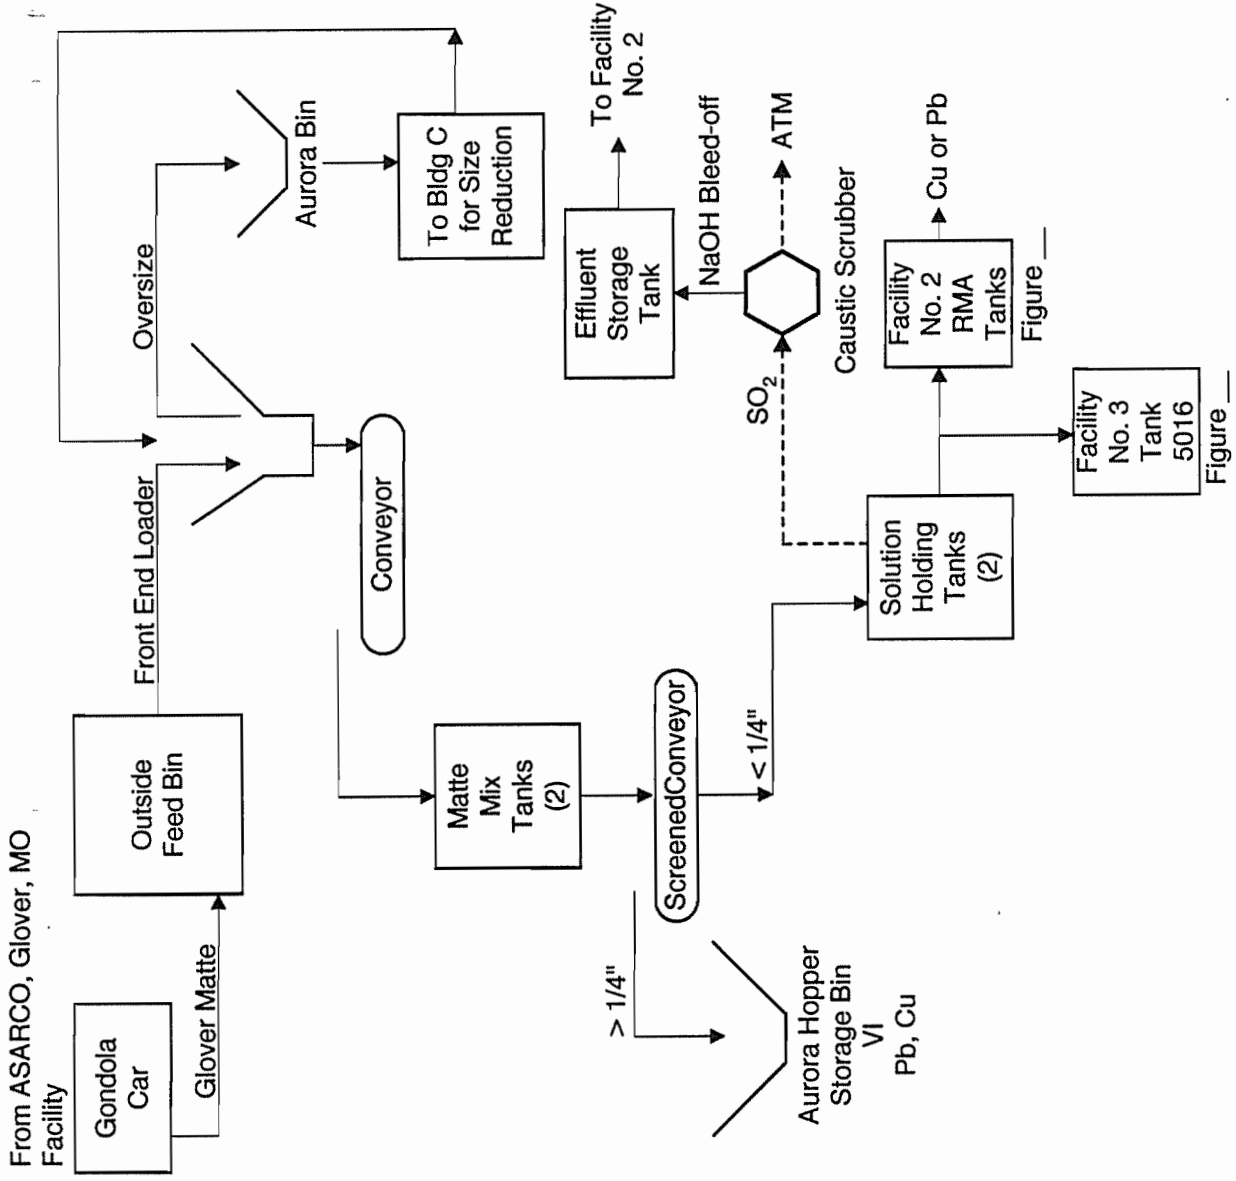 From ASARCO, Glover, MO
Facility
Gondola
Car
Glover Matte
Outside
Feed Bin
Front End Loader
Oversize
Aurora Bin
To Bldg C
for Size
Reduction
Conveyor
Matte
Mix
Tanks
(2)
ScreenedConveyor
> 1/4"
< 1/4"
Aurora Hopper
Storage Bin
VI
Pb, Cu
Solution
Holding
Tanks
(2)
SO2
Caustic Scrubber
ATM
NaOH Bleed-off
Effluent
Storage
Tank
To Facility
No. 2
Facility
No. 2
RMA
Tanks
Figure __
Cu or Pb
Facility
No. 3
Tank
5016
Figure __